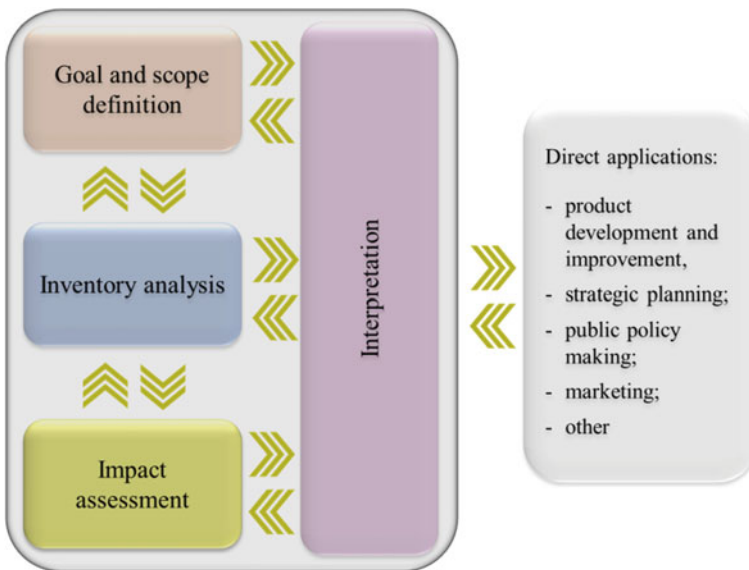 Goal and scope
definition
Inventory analysis
Impact
assessment
Interpretation
Direct applications:
- product
development and
improvement,
- strategic planning;
- public policy
making;
- marketing;
- other